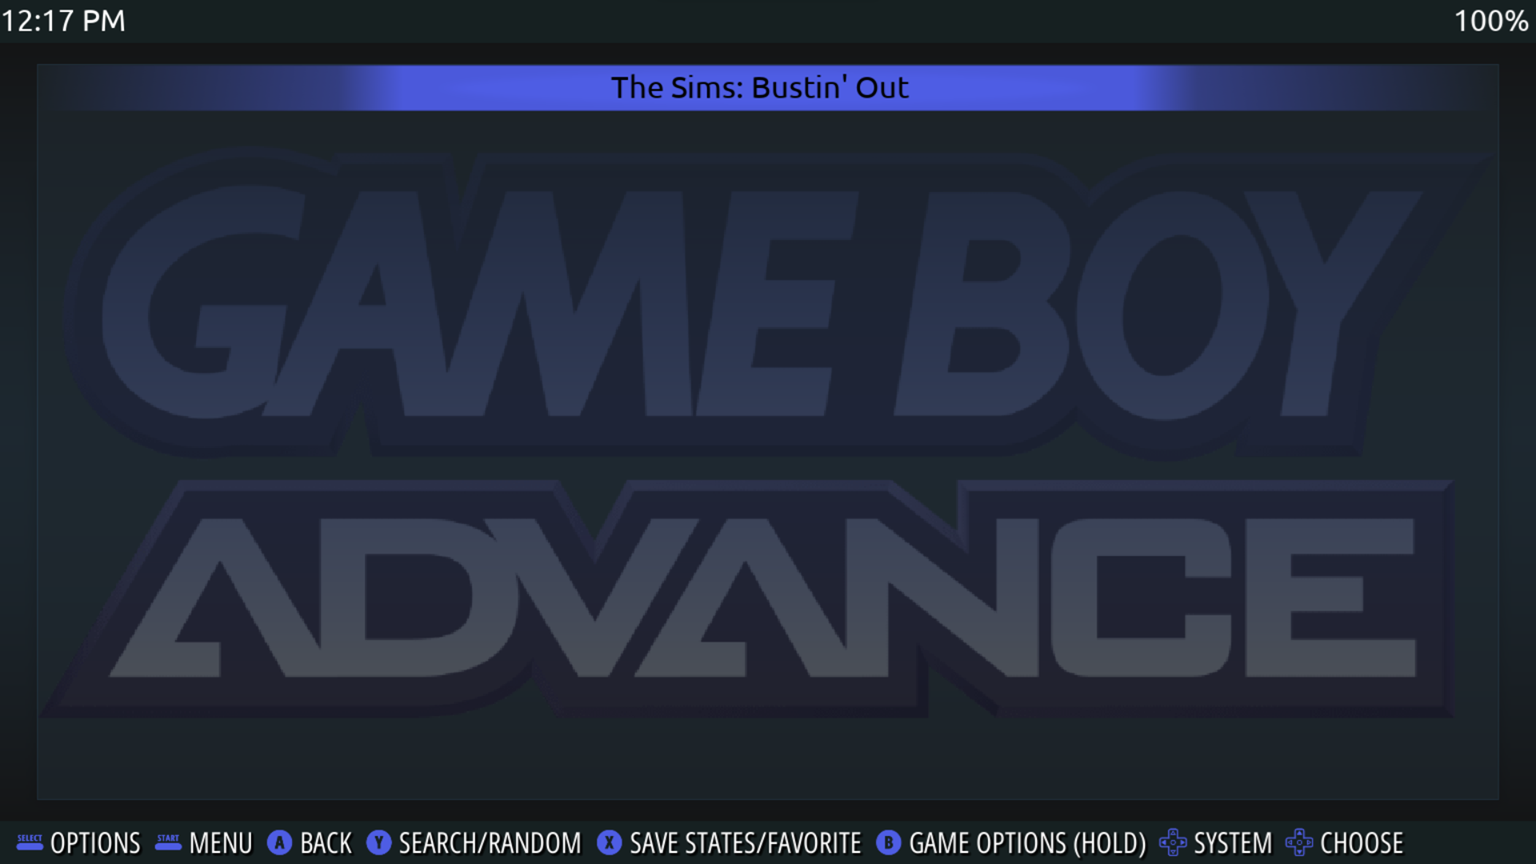 12:17 PM 100%
The Sims: Bustin' Out
GAME BOY
ADVANCE
SELECT OPTIONS START MENU A BACK Y SEARCH/RANDOM X SAVE STATES/FAVORITE B GAME OPTIONS (HOLD) SYSTEM CHOOSE